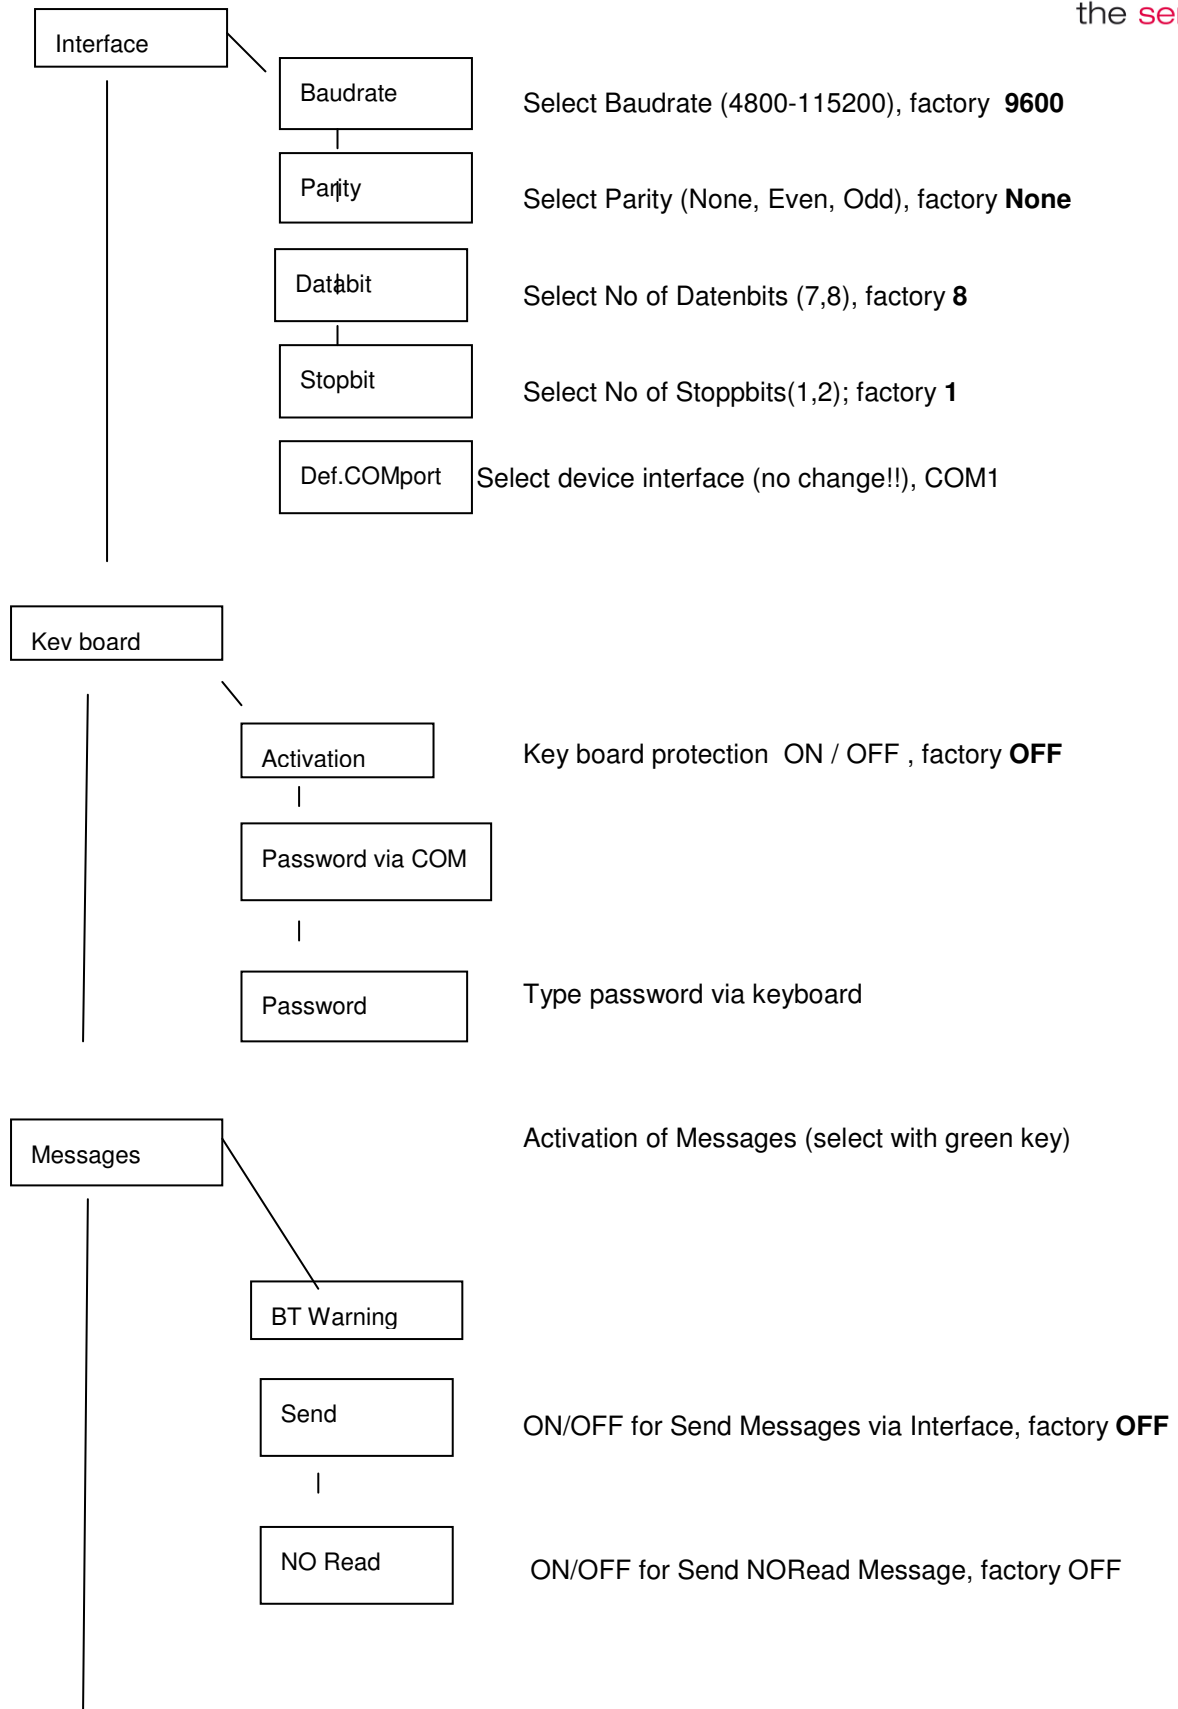 the se
Interface
Baudrate
Select Baudrate (4800-115200), factory 9600
Parity
Select Parity (None, Even, Odd), factory None
Databit
Select No of Datenbits (7,8), factory 8
Stopbit
Select No of Stoppbits(1,2); factory 1
Def.COMport
Select device interface (no change!!), COM1
Key board
Activation
Key board protection ON / OFF , factory OFF
Password via COM
Password
Type password via keyboard
Messages
Activation of Messages (select with green key)
BT Warning
Send
ON/OFF for Send Messages via Interface, factory OFF
NO Read
ON/OFF for Send NORead Message, factory OFF